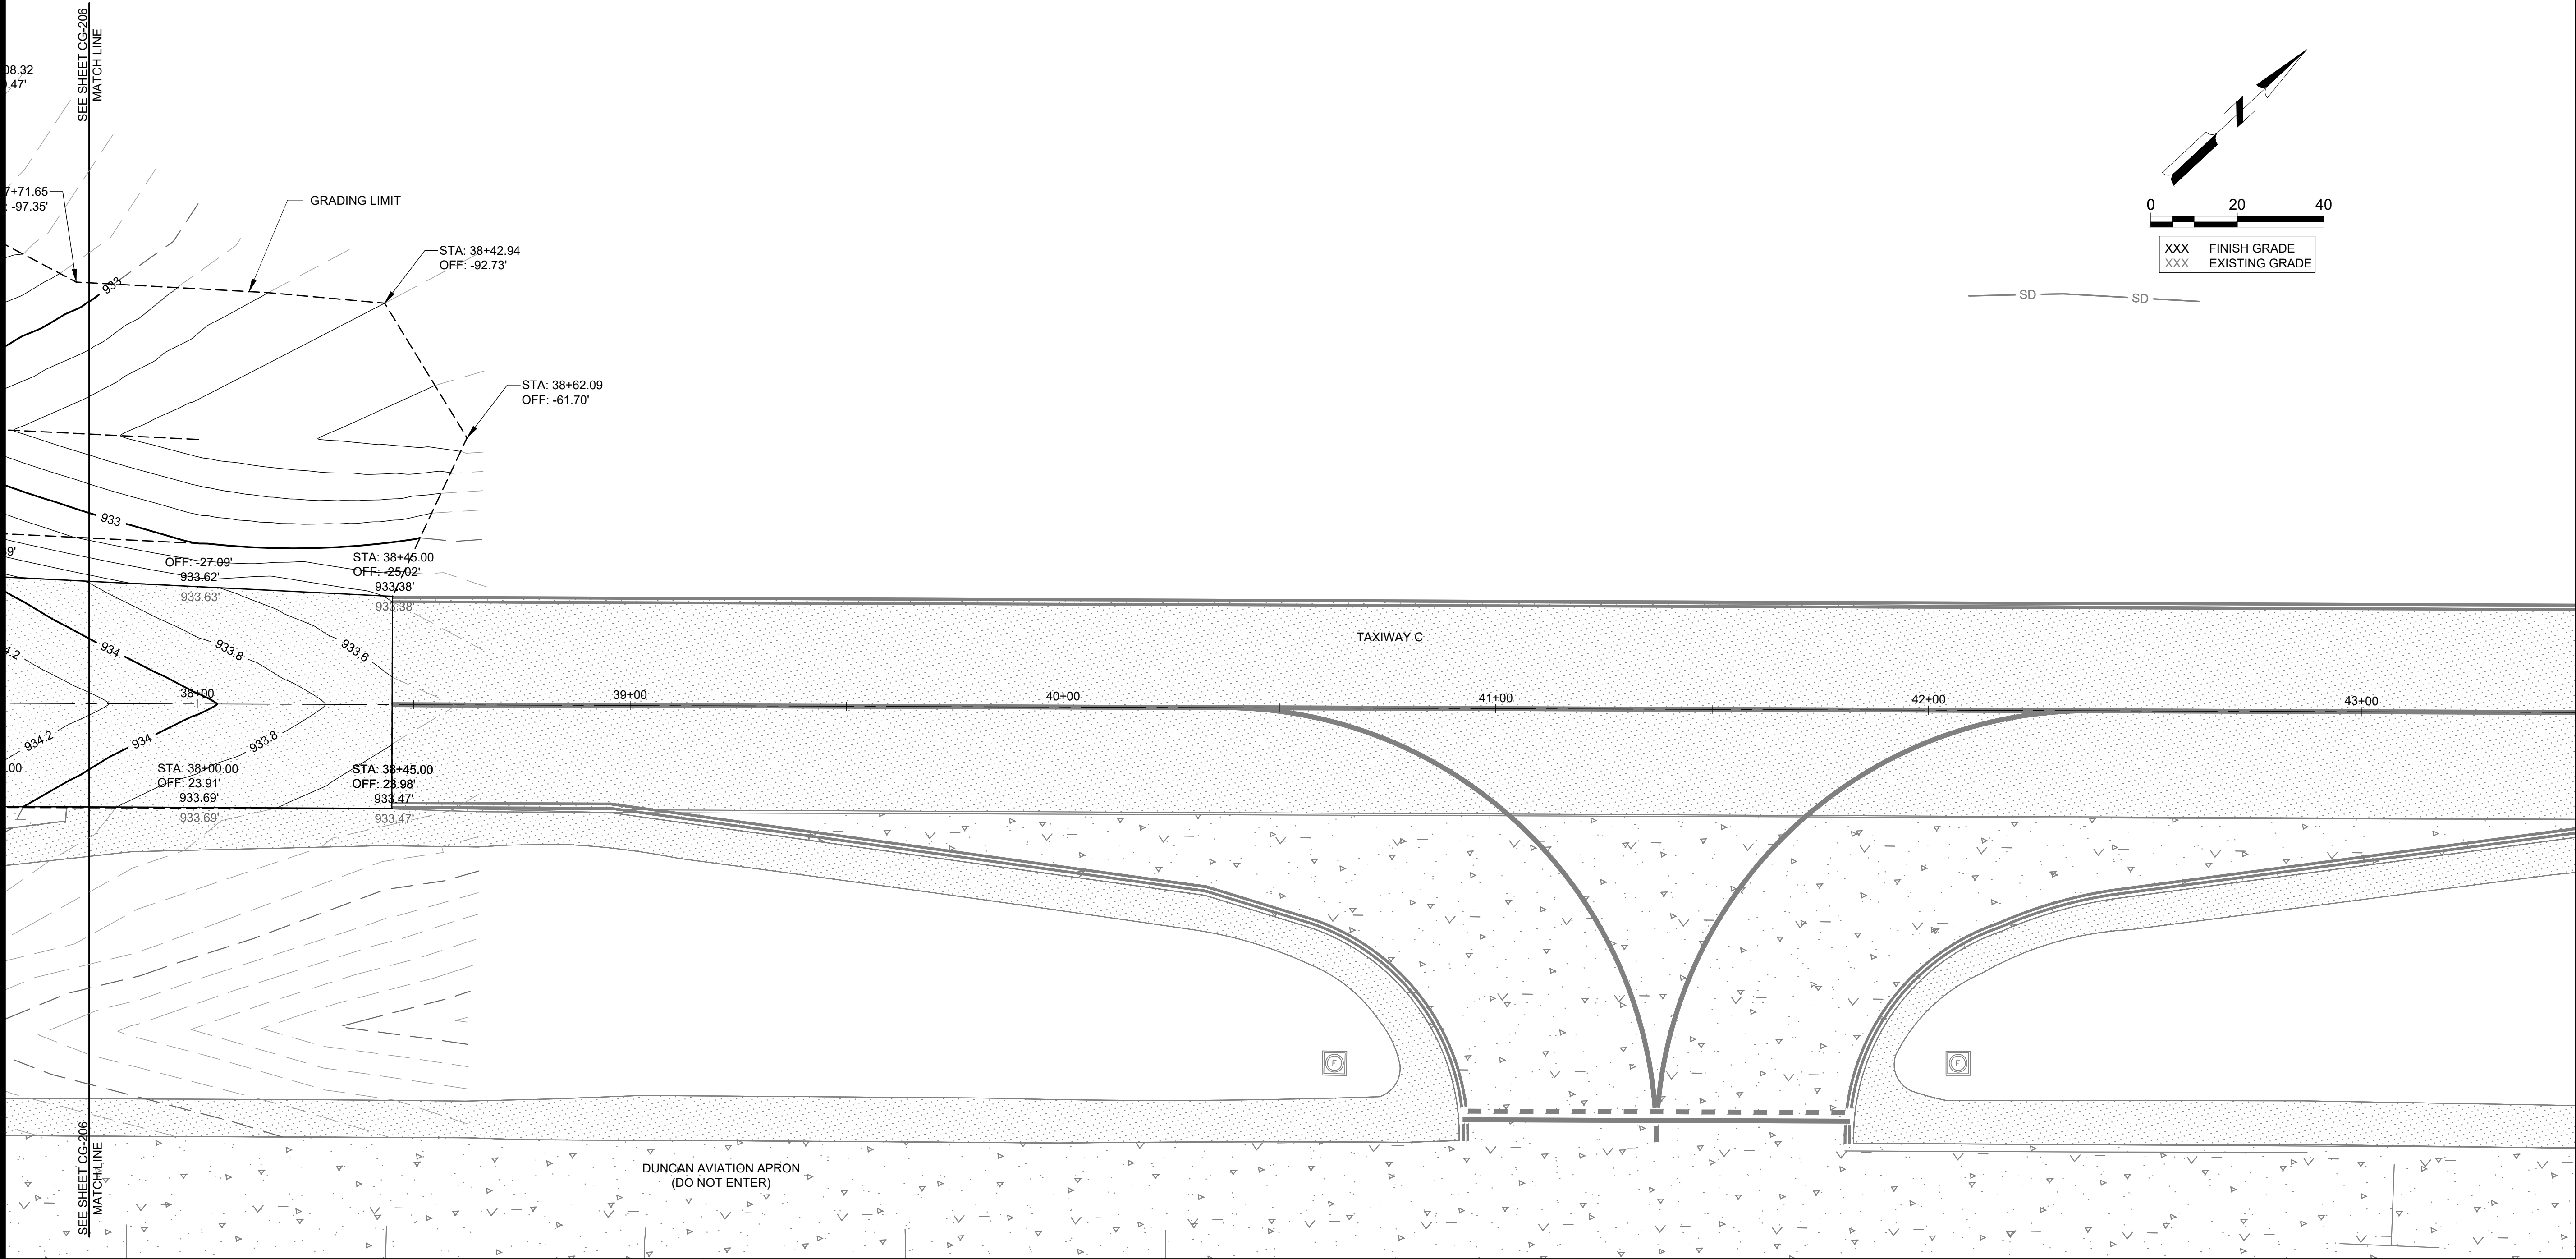 SEE SHEET CG-206
MATCH LINE
08.32
.47'
7+71.65
: -97.35'
GRADING LIMIT
STA: 38+42.94
OFF: -92.73'
STA: 38+62.09
OFF: -61.70'
0 20 40
XXX FINISH GRADE
XXX EXISTING GRADE
SD SD
933
933
9'
OFF: -27.09'
933.62'
933.63'
STA: 38+45.00
OFF: -25.02'
933.38'
933.38'
TAXIWAY C
4.2
934
933.8
933.6
38+00
39+00
40+00
41+00
42+00
43+00
934.2
934
933.8
.00
STA: 38+00.00
OFF: 23.91'
933.69'
933.69'
STA: 38+45.00
OFF: 23.98'
933.47'
933.47'
E
E
SEE SHEET CG-206
MATCH LINE
DUNCAN AVIATION APRON
(DO NOT ENTER)